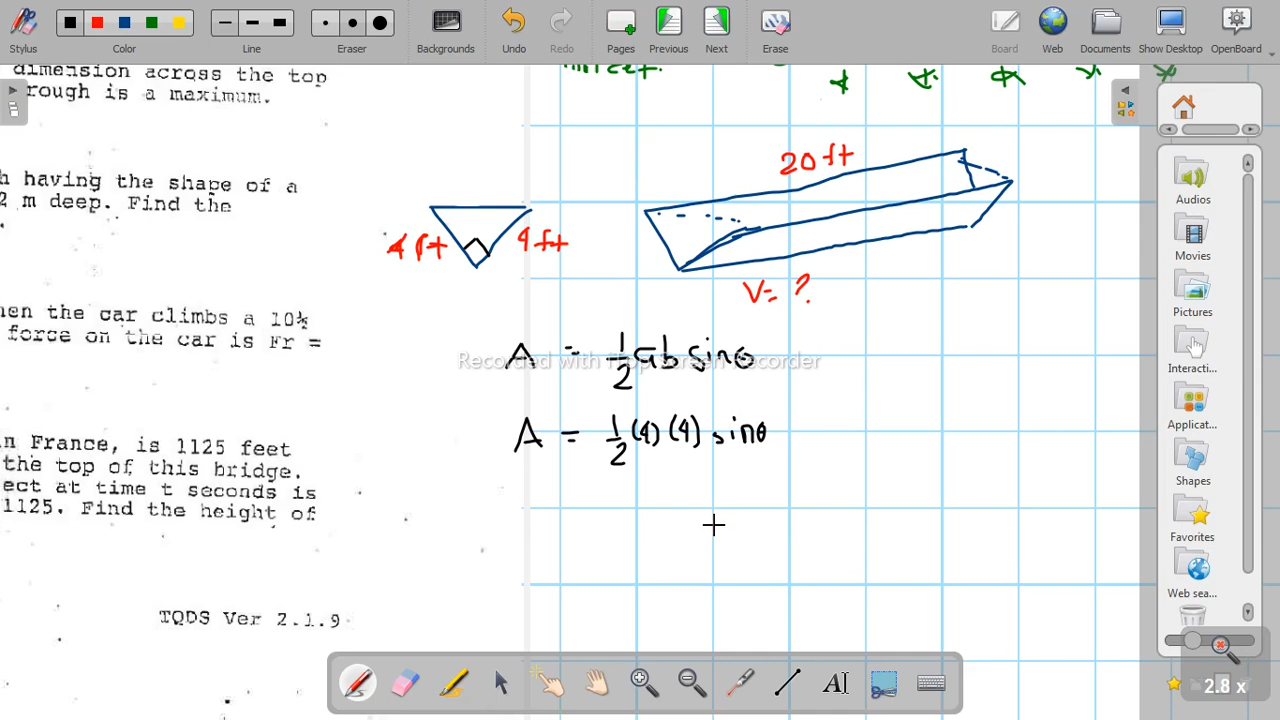 Stylus
Color
Line
Eraser
Backgrounds
Undo
Redo
Pages
Previous
Next
Erase
Board
Web
Documents
Show Desktop
OpenBoard
dimension across the top
rough is a maximum.
h having the shape of a
2 m deep. Find the
hen the car climbs a 10%
force on the car is Fr =
in France, is 1125 feet
the top of this bridge.
ect at time t seconds is
1125. Find the height of
TQDS Ver 2.1.9
20 ft
4 ft
4 ft
V = ?
A = 1/2 ab sinθ
Recorded with iTop Screen Recorder
A = 1/2 (4)(4) sinθ
Audios
Movies
Pictures
Interacti...
Applicat...
Shapes
Favorites
Web sea...
2.8 x